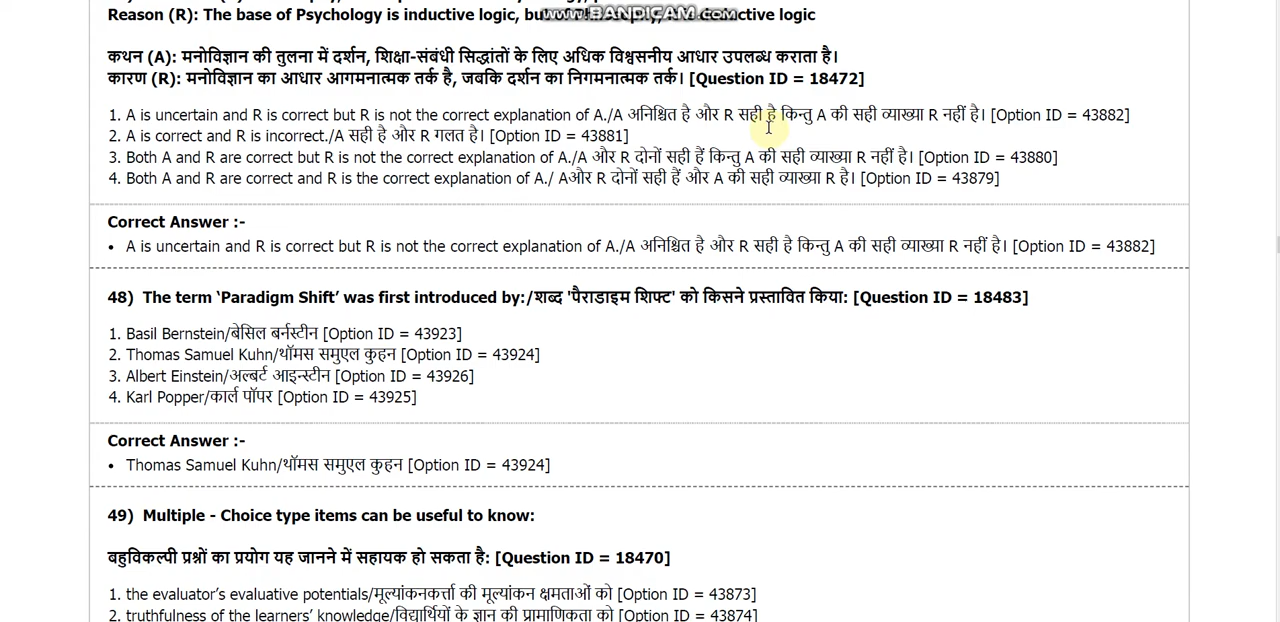 Reason (R): The base of Psychology is inductive logic, but
www.BANDICAM.com
logic
कथन (A): मनोविज्ञान की तुलना में दर्शन, शिक्षा-संबंधी सिद्धांतों के लिए अधिक विश्वसनीय आधार उपलब्ध कराता है।
कारण (R): मनोविज्ञान का आधार आगमनात्मक तर्क है, जबकि दर्शन का निगमनात्मक तर्क। [Question ID = 18472]
1. A is uncertain and R is correct but R is not the correct explanation of A./A अनिश्चित है और R सही है किन्तु A की सही व्याख्या R नहीं है। [Option ID = 43882]
2. A is correct and R is incorrect./A सही है और R गलत है। [Option ID = 43881]
3. Both A and R are correct but R is not the correct explanation of A./A और R दोनों सही हैं किन्तु A की सही व्याख्या R नहीं है। [Option ID = 43880]
4. Both A and R are correct and R is the correct explanation of A./ Aऔर R दोनों सही हैं और A की सही व्याख्या R है। [Option ID = 43879]
Correct Answer :-
• A is uncertain and R is correct but R is not the correct explanation of A./A अनिश्चित है और R सही है किन्तु A की सही व्याख्या R नहीं है। [Option ID = 43882]
48) The term ‘Paradigm Shift’ was first introduced by:/शब्द 'पैराडाइम शिफ्ट' को किसने प्रस्तावित किया: [Question ID = 18483]
1. Basil Bernstein/बेसिल बर्नस्टीन [Option ID = 43923]
2. Thomas Samuel Kuhn/थॉमस समुएल कुहन [Option ID = 43924]
3. Albert Einstein/अल्बर्ट आइन्स्टीन [Option ID = 43926]
4. Karl Popper/कार्ल पॉपर [Option ID = 43925]
Correct Answer :-
• Thomas Samuel Kuhn/थॉमस समुएल कुहन [Option ID = 43924]
49) Multiple - Choice type items can be useful to know:
बहुविकल्पी प्रश्नों का प्रयोग यह जानने में सहायक हो सकता है: [Question ID = 18470]
1. the evaluator’s evaluative potentials/मूल्यांकनकर्त्ता की मूल्यांकन क्षमताओं को [Option ID = 43873]
2. truthfulness of the learners’ knowledge/विद्यार्थियों के ज्ञान की प्रामाणिकता को [Option ID = 43874]